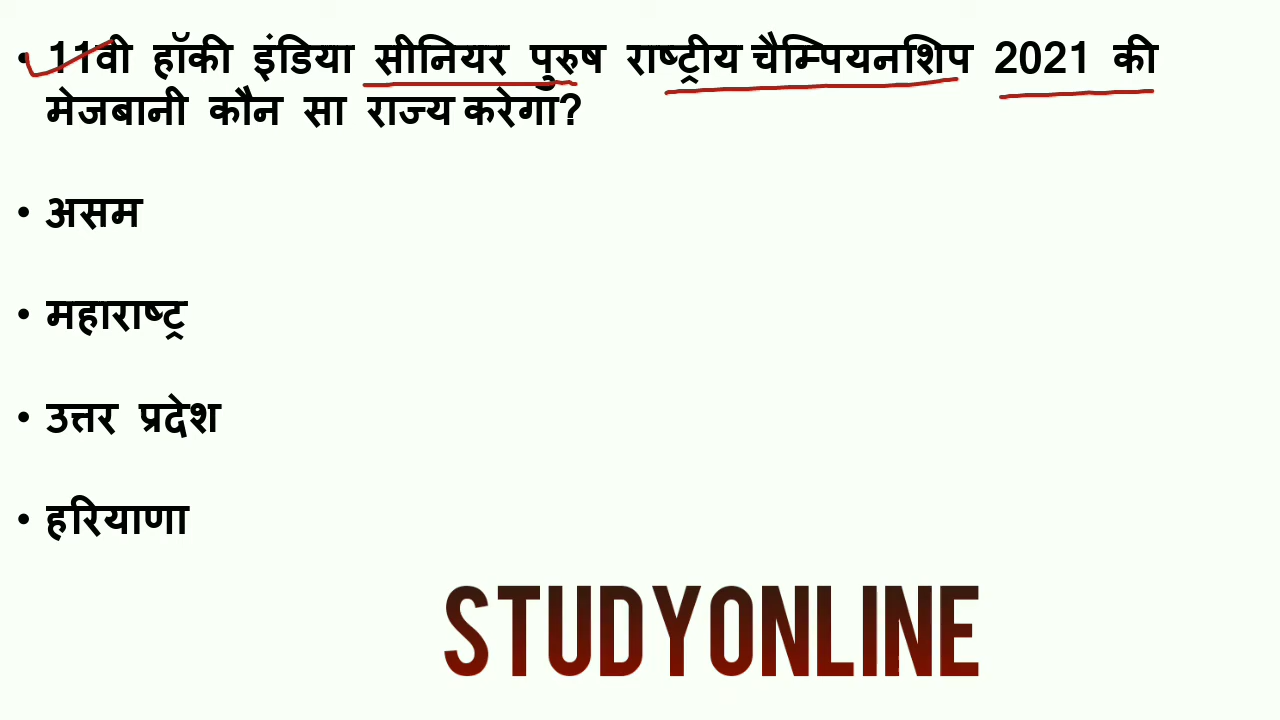 • 11वी हॉकी इंडिया सीनियर पुरुष राष्ट्रीय चैम्पियनशिप 2021 की
मेजबानी कौन सा राज्य करेगा?
• असम
• महाराष्ट्र
• उत्तर प्रदेश
• हरियाणा
STUDYONLINE